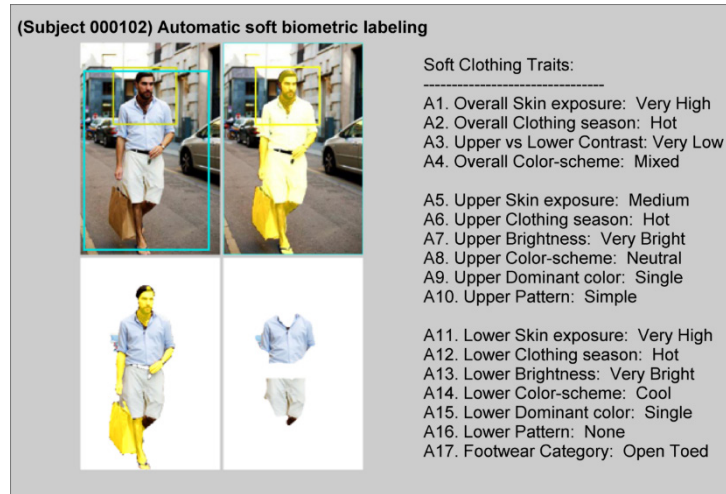 (Subject 000102) Automatic soft biometric labeling
Soft Clothing Traits:
--------------------------------
A1. Overall Skin exposure: Very High
A2. Overall Clothing season: Hot
A3. Upper vs Lower Contrast: Very Low
A4. Overall Color-scheme: Mixed
A5. Upper Skin exposure: Medium
A6. Upper Clothing season: Hot
A7. Upper Brightness: Very Bright
A8. Upper Color-scheme: Neutral
A9. Upper Dominant color: Single
A10. Upper Pattern: Simple
A11. Lower Skin exposure: Very High
A12. Lower Clothing season: Hot
A13. Lower Brightness: Very Bright
A14. Lower Color-scheme: Cool
A15. Lower Dominant color: Single
A16. Lower Pattern: None
A17. Footwear Category: Open Toed